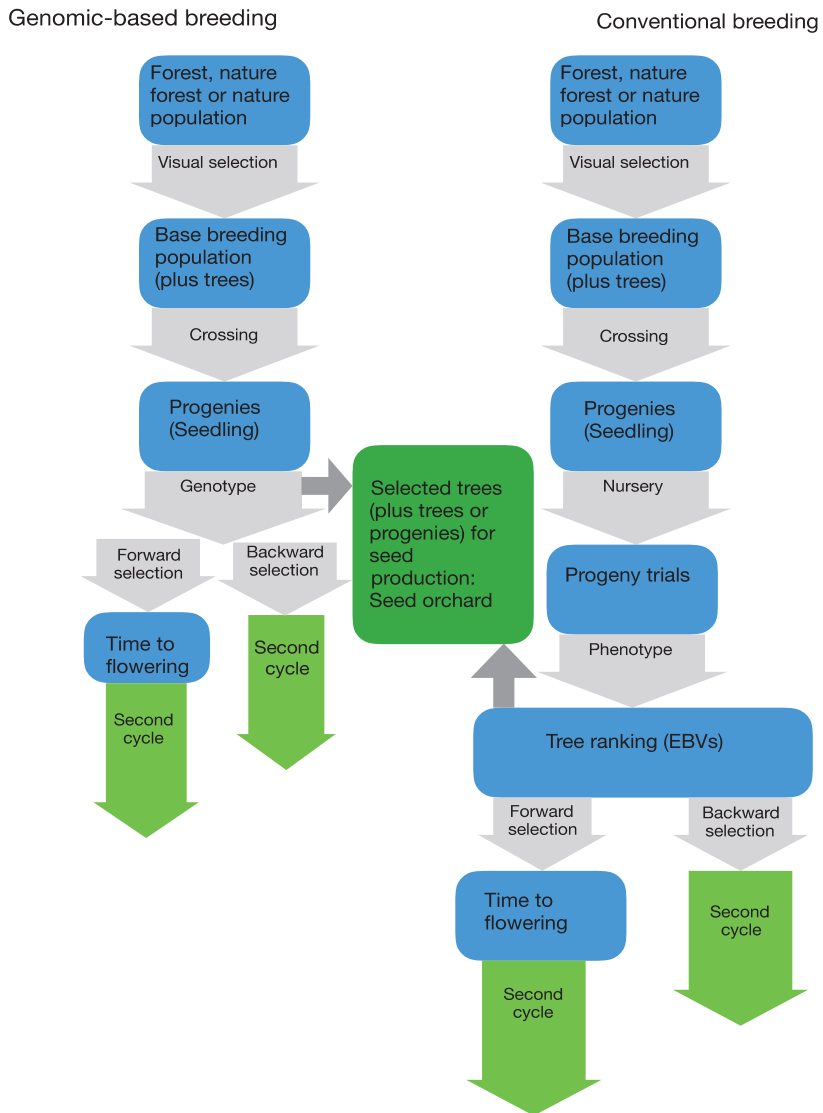 Genomic-based breeding
Forest, nature
forest or nature
population
Visual selection
Base breeding
population
(plus trees)
Crossing
Progenies
(Seedling)
Genotype
Forward
selection
Backward
selection
Time to
flowering
Second
cycle
Second
cycle
Selected trees
(plus trees or
progenies) for
seed
production:
Seed orchard
Conventional breeding
Forest, nature
forest or nature
population
Visual selection
Base breeding
population
(plus trees)
Crossing
Progenies
(Seedling)
Nursery
Progeny trials
Phenotype
Tree ranking (EBVs)
Forward
selection
Backward
selection
Time to
flowering
Second
cycle
Second
cycle